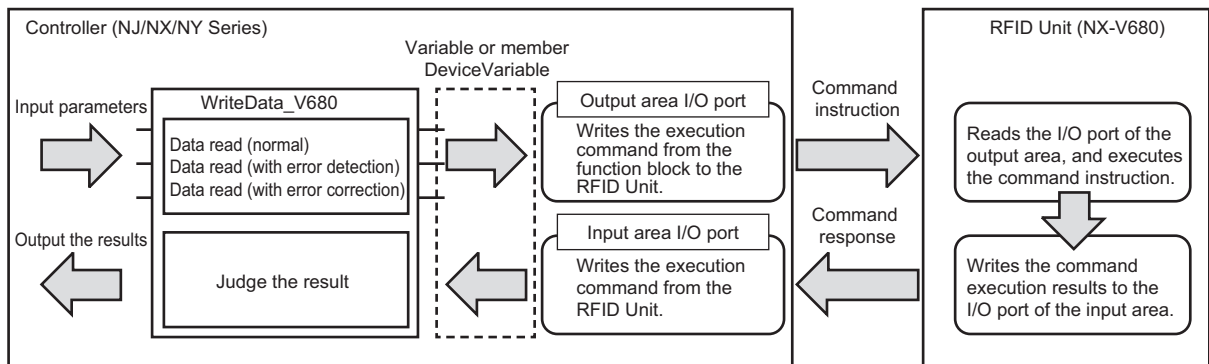 Controller (NJ/NX/NY Series)
Input parameters
Output the results
WriteData_V680
Data read (normal)
Data read (with error detection)
Data read (with error correction)
Judge the result
Variable or member
DeviceVariable
Output area I/O port
Writes the execution
command from the
function block to the
RFID Unit.
Input area I/O port
Writes the execution
command from the
RFID Unit.
Command
instruction
Command
response
RFID Unit (NX-V680)
Reads the I/O port of the
output area, and executes
the command instruction.
Writes the command
execution results to the
I/O port of the input area.